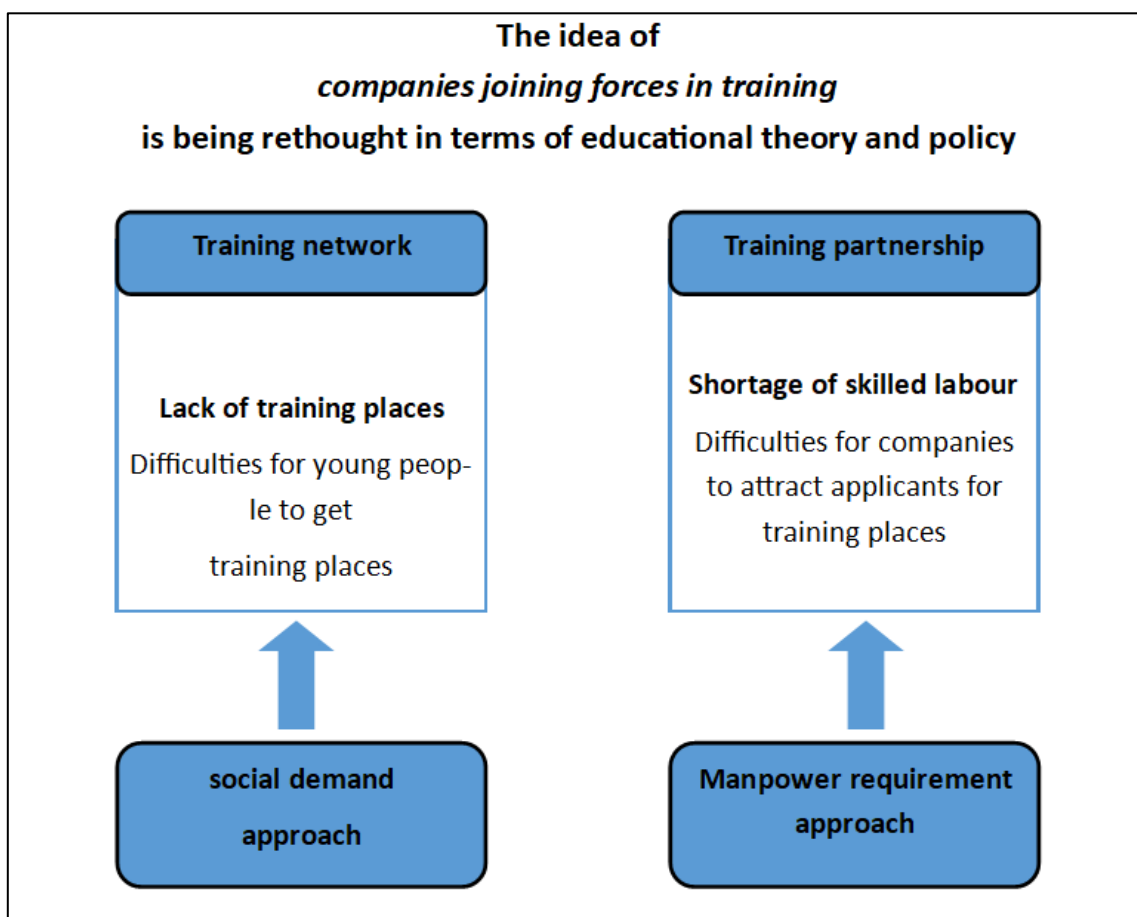 The idea of
companies joining forces in training
is being rethought in terms of educational theory and policy
Training network
Lack of training places
Difficulties for young peop-
le to get
training places
social demand
approach
Training partnership
Shortage of skilled labour
Difficulties for companies
to attract applicants for
training places
Manpower requirement
approach